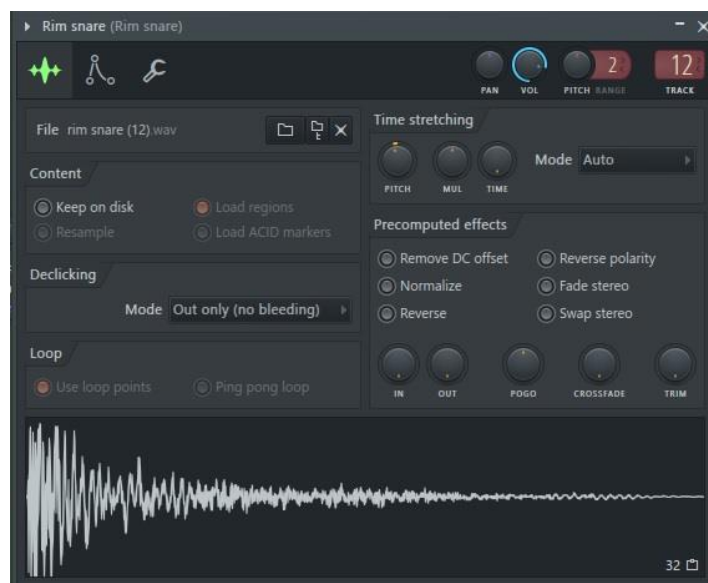 Rim snare (Rim snare)
2
12
PAN VOL PITCH RANGE TRACK
File rim snare (12).wav
Content
Keep on disk
Load regions
Resample
Load ACID markers
Declicking
Mode Out only (no bleeding)
Loop
Use loop points
Ping pong loop
Time stretching
Mode Auto
PITCH MUL TIME
Precomputed effects
Remove DC offset
Reverse polarity
Normalize
Fade stereo
Reverse
Swap stereo
IN OUT POGO CROSSFADE TRIM
32